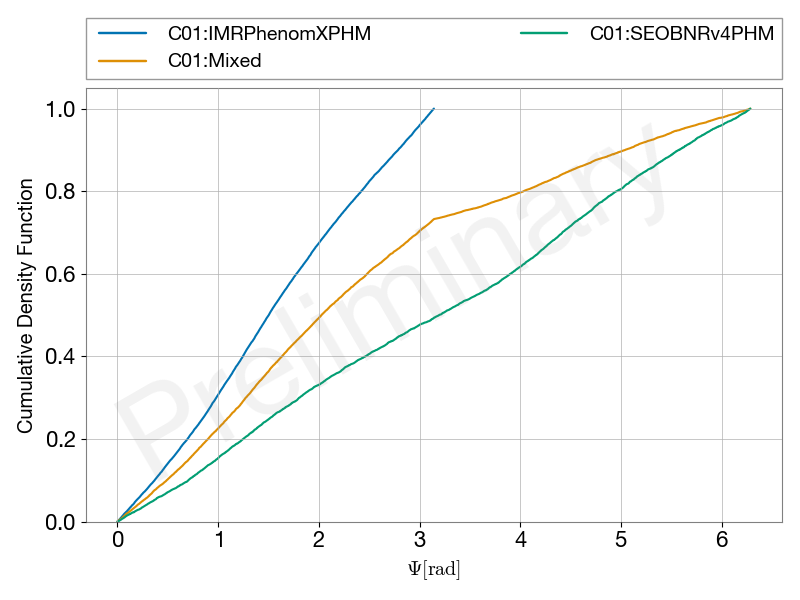 C01:IMRPhenomXPHM
C01:Mixed
C01:SEOBNRv4PHM
Cumulative Density Function
1.0
0.8
0.6
0.4
0.2
0.0
0 1 2 3 4 5 6
Ψ[rad]
Preliminary